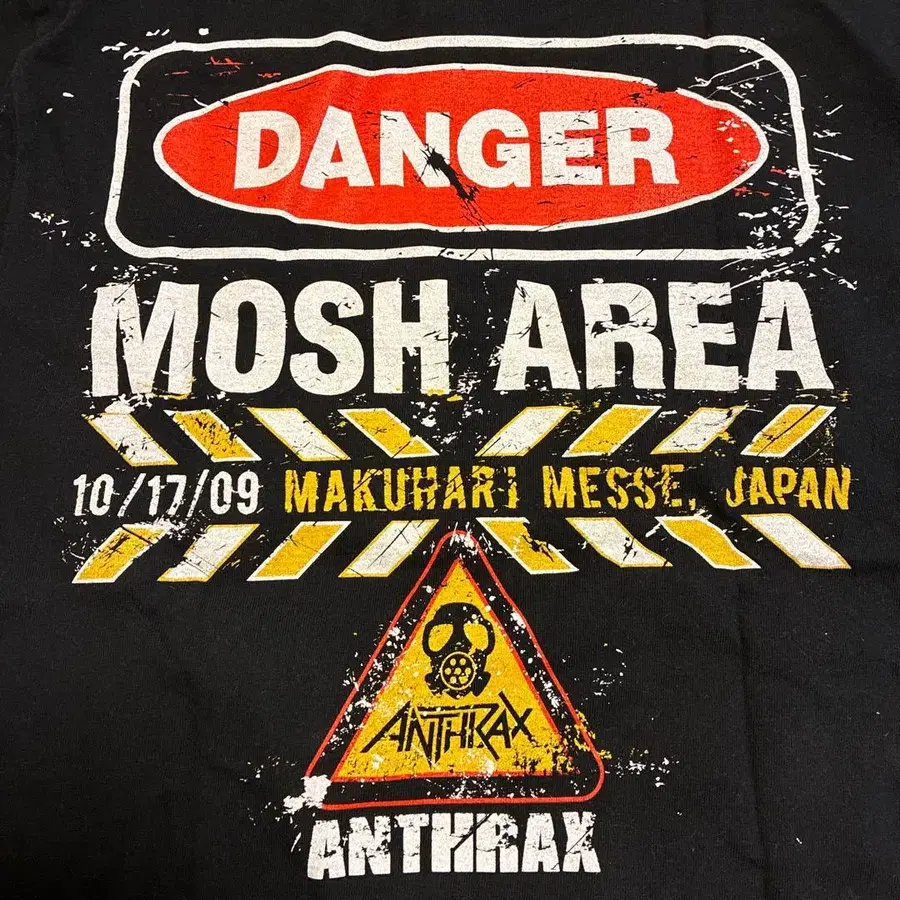 DANGER
MOSH AREA
10/17/09 MAKUHARI MESSE, JAPAN
ANTHRAX
ANTHRAX